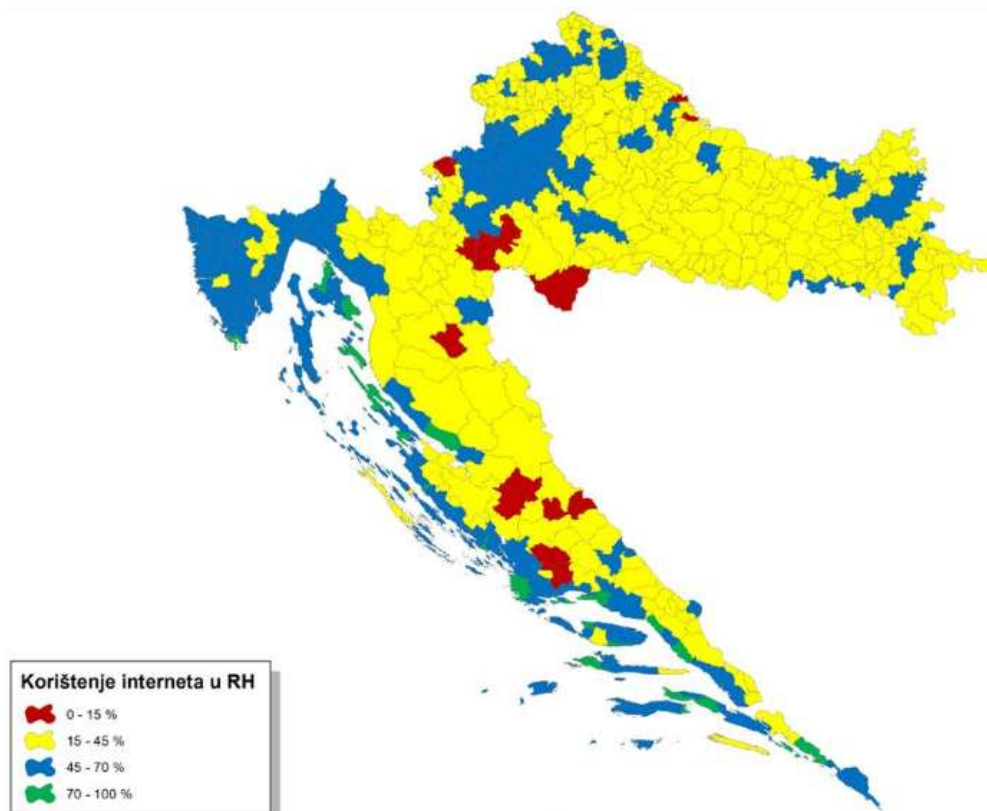 Korištenje interneta u RH
0 - 15 %
15 - 45 %
45 - 70 %
70 - 100 %